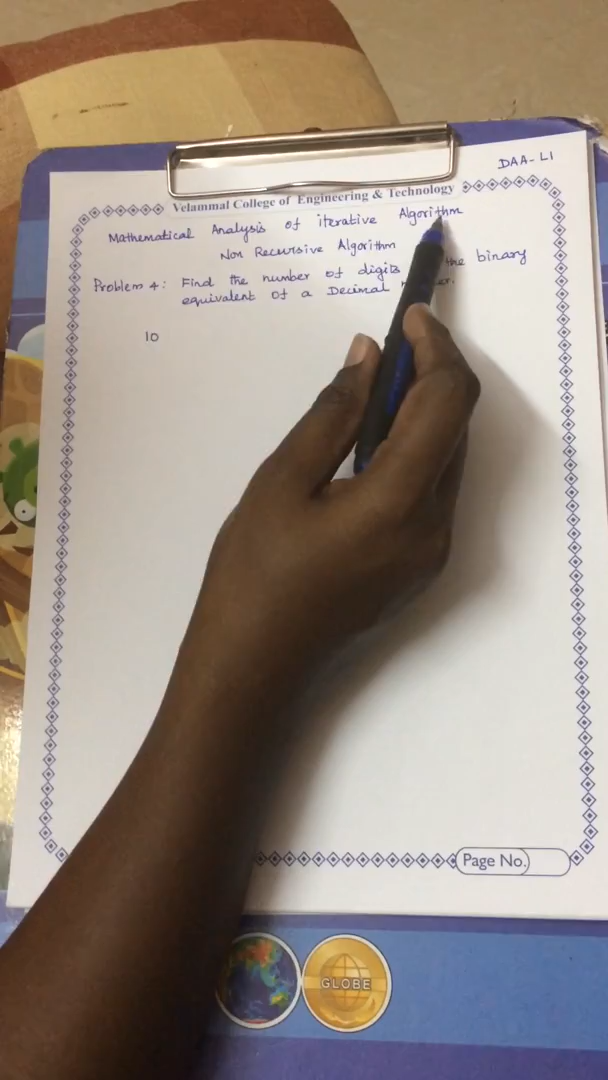 DAA-L1
Velammal College of Engineering & Technology
Mathematical Analysis of iterative Algorithm
Non Recursive Algorithm
Problem 4: Find the number of digits the binary
equivalent of a Decimal
10
Page No.
GLOBE